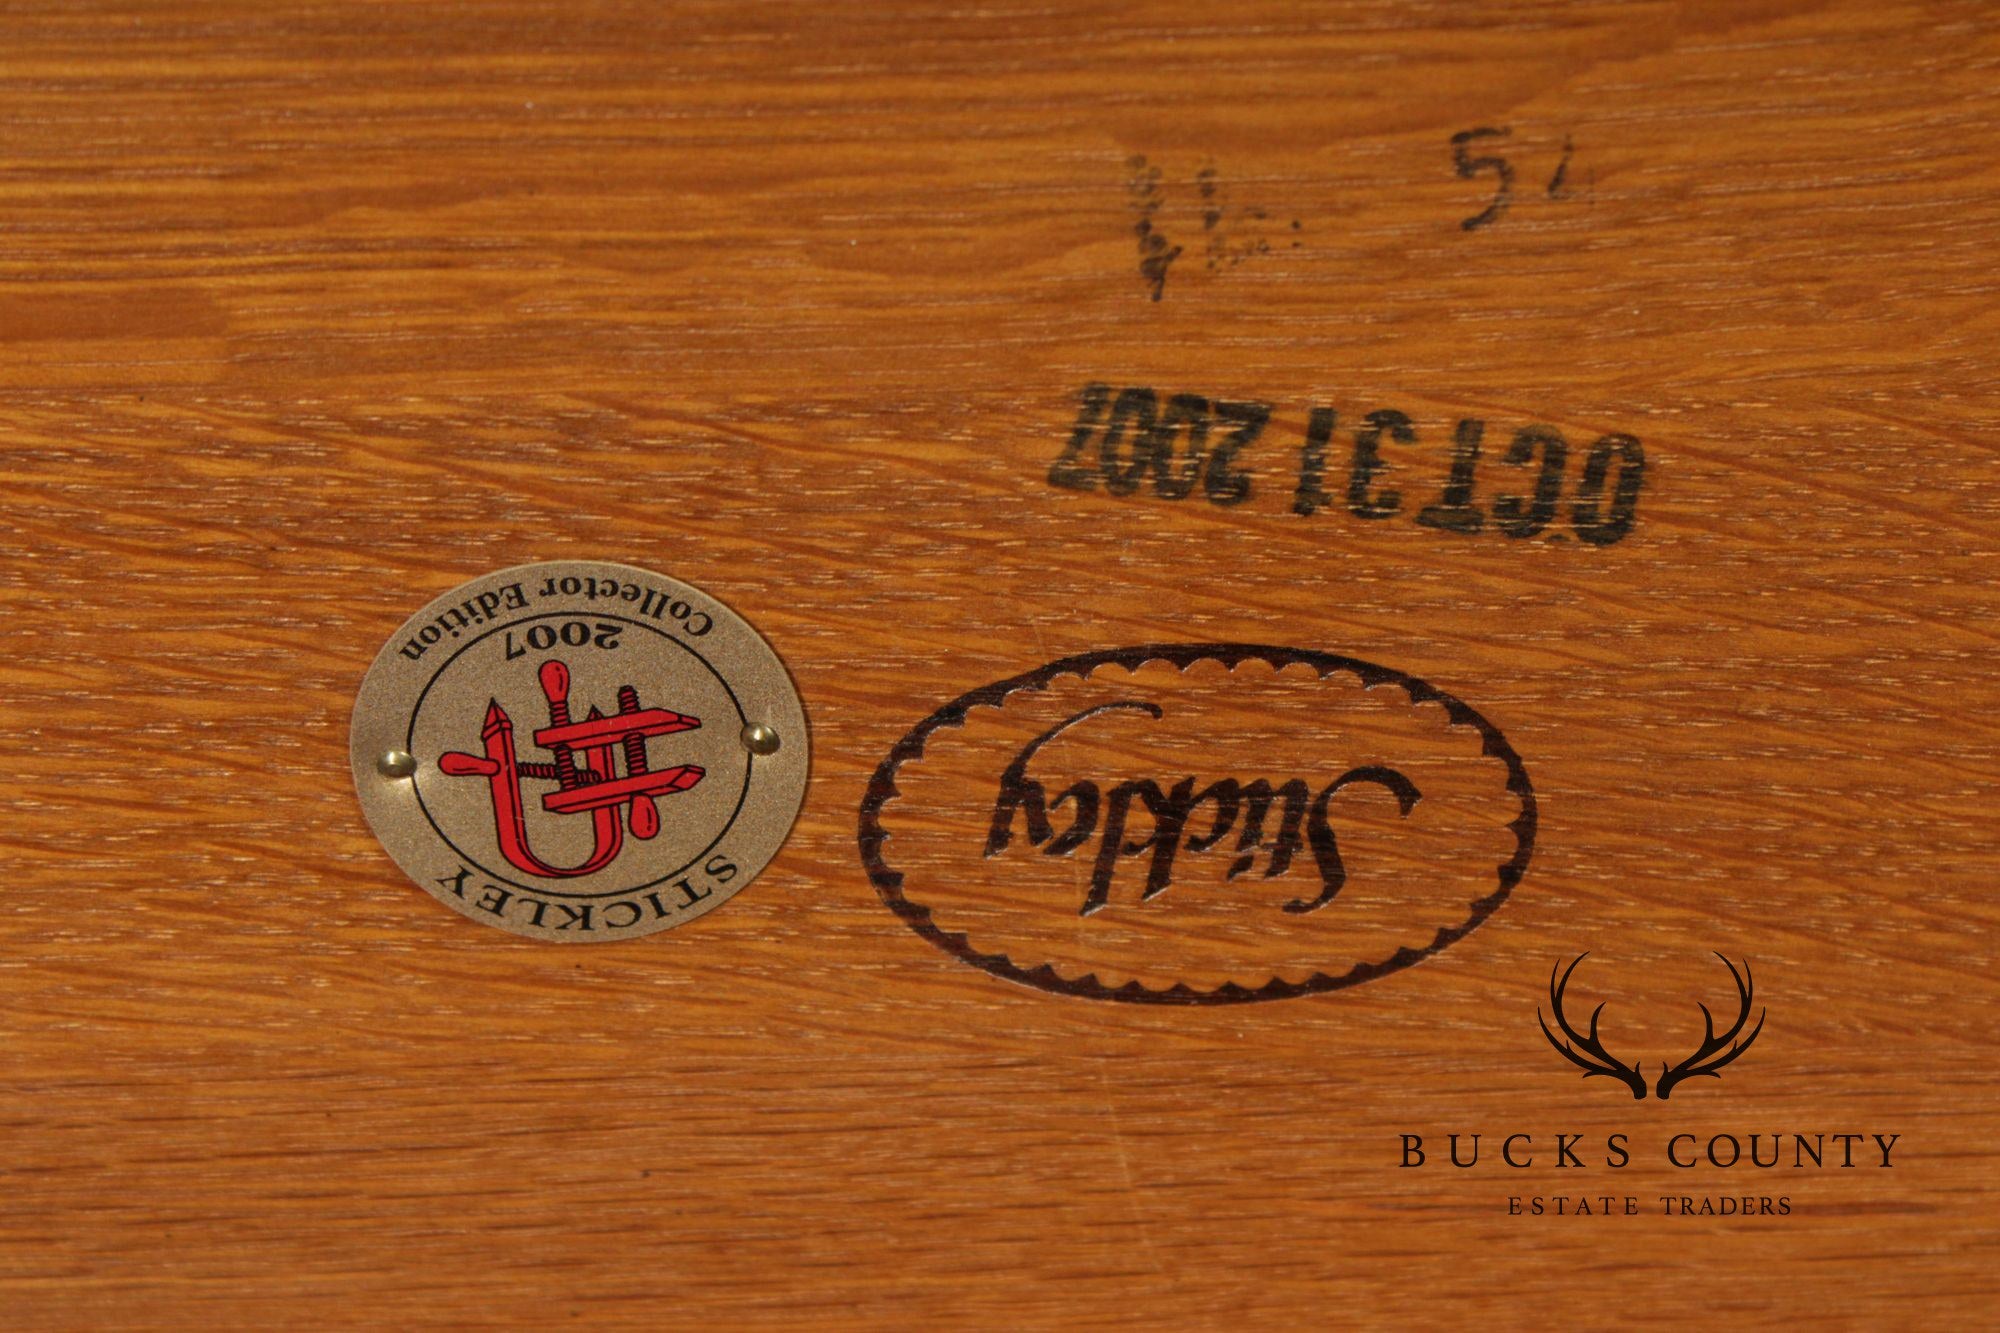 OCT 31 2007
Collector Edition
2007
STICKLEY
Stickley
BUCKS COUNTY
ESTATE TRADERS